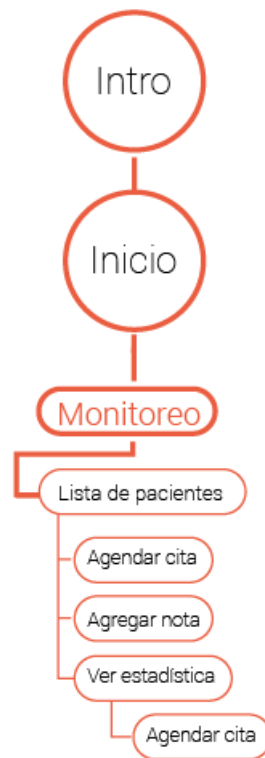 Intro
Inicio
Monitoreo
Lista de pacientes
Agendar cita
Agregar nota
Ver estadística
Agendar cita